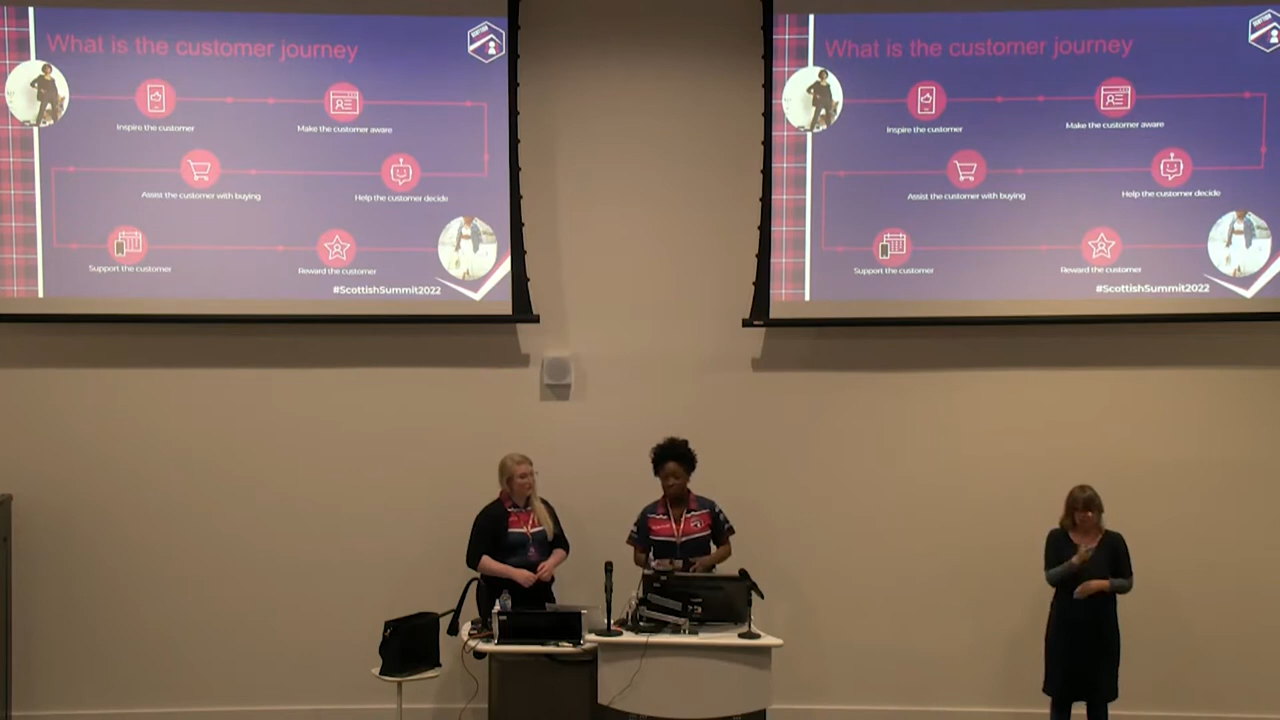 What is the customer journey
Inspire the customer
Make the customer aware
Assist the customer with buying
Help the customer decide
Support the customer
Reward the customer
#ScottishSummit2022
What is the customer journey
Inspire the customer
Make the customer aware
Assist the customer with buying
Help the customer decide
Support the customer
Reward the customer
#ScottishSummit2022